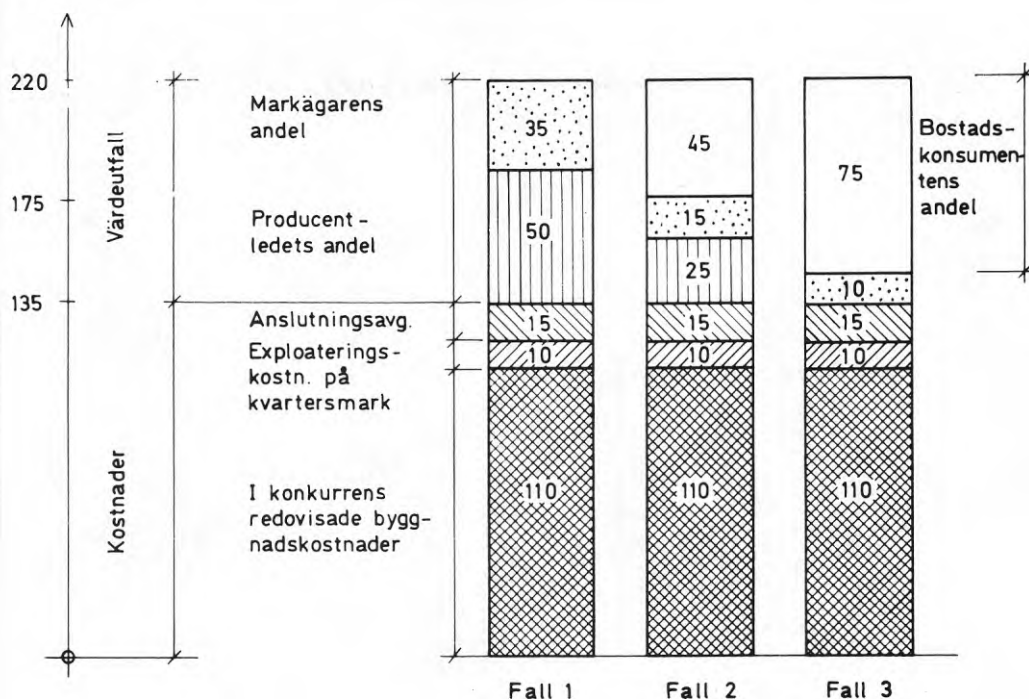 220
175
135
Värdeutfall
Kostnader
Markägarens
andel
Producent-
ledets andel
Anslutningsavg.
Exploaterings-
kostn. på
kvartersmark
I konkurrens
redovisade bygg-
nadskostnader
35
50
15
10
110
Fall 1
45
15
25
15
10
110
Fall 2
75
10
15
10
110
Fall 3
Bostads-
konsumen-
tens
andel